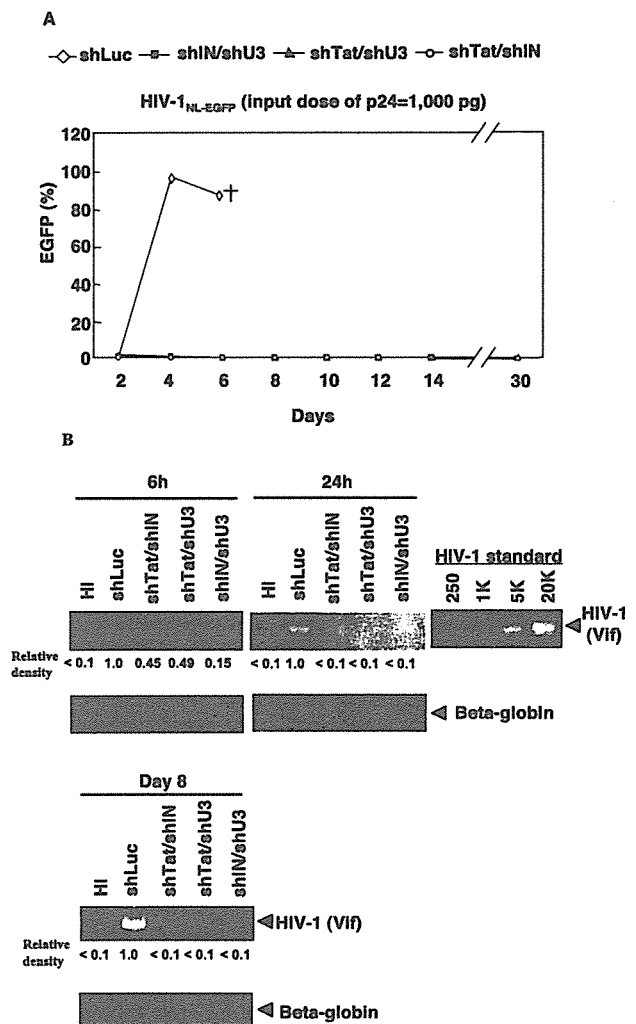 A
shLuc shIN/shU3 shTat/shU3 shTat/shIN
HIV-1NL-EGFP (input dose of p24=1,000 pg)
EGFP (%)
120
100
80
60
40
20
0
†
2 4 6 8 10 12 14 30
Days
B
6h
HI shLuc shTat/shIN shTat/shU3 shIN/shU3
24h
HI shLuc shTat/shIN shTat/shU3 shIN/shU3
HIV-1 standard
250 1K 5K 20K
HIV-1
(Vif)
Relative
density
< 0.1 1.0 0.45 0.49 0.15
< 0.1 1.0 < 0.1 < 0.1 < 0.1
Beta-globin
Day 8
HI shLuc shTat/shIN shTat/shU3 shIN/shU3
HIV-1 (Vif)
Relative
density
< 0.1 1.0 < 0.1 < 0.1 < 0.1
Beta-globin